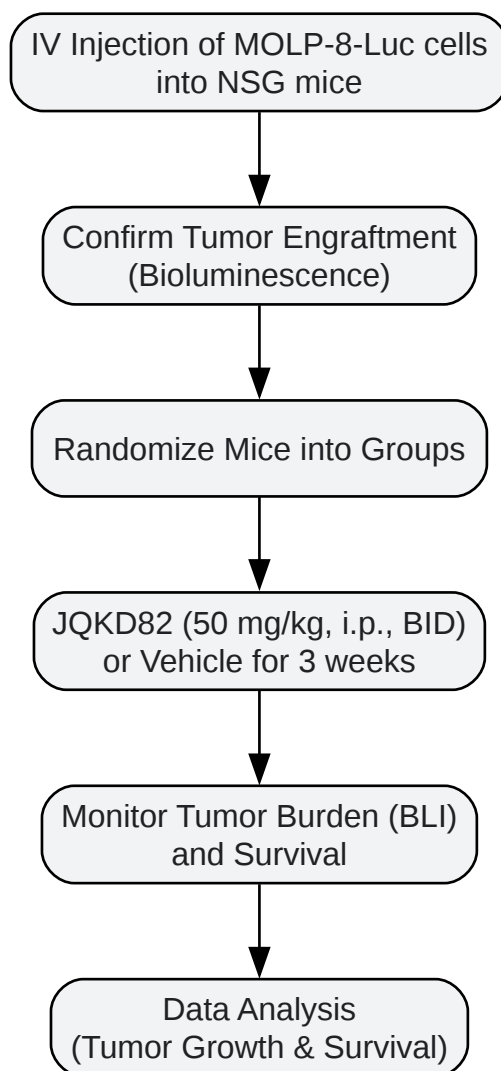 IV Injection of MOLP-8-Luc cells
into NSG mice
Confirm Tumor Engraftment
(Bioluminescence)
Randomize Mice into Groups
JQKD82 (50 mg/kg, i.p., BID)
or Vehicle for 3 weeks
Monitor Tumor Burden (BLI)
and Survival
Data Analysis
(Tumor Growth & Survival)